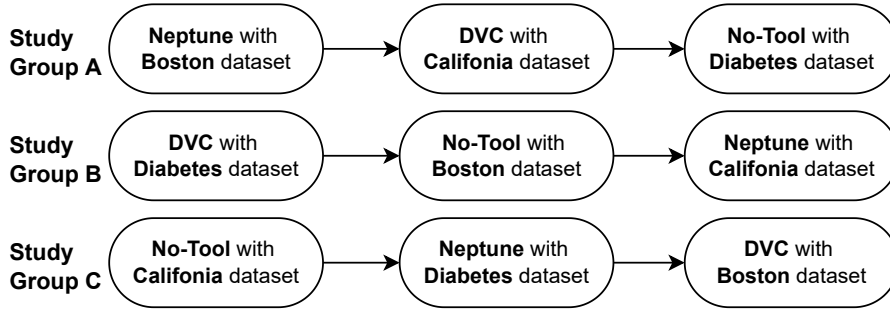 Study
Group A
Neptune with
Boston dataset
DVC with
Califonia dataset
No-Tool with
Diabetes dataset
Study
Group B
DVC with
Diabetes dataset
No-Tool with
Boston dataset
Neptune with
Califonia dataset
Study
Group C
No-Tool with
Califonia dataset
Neptune with
Diabetes dataset
DVC with
Boston dataset